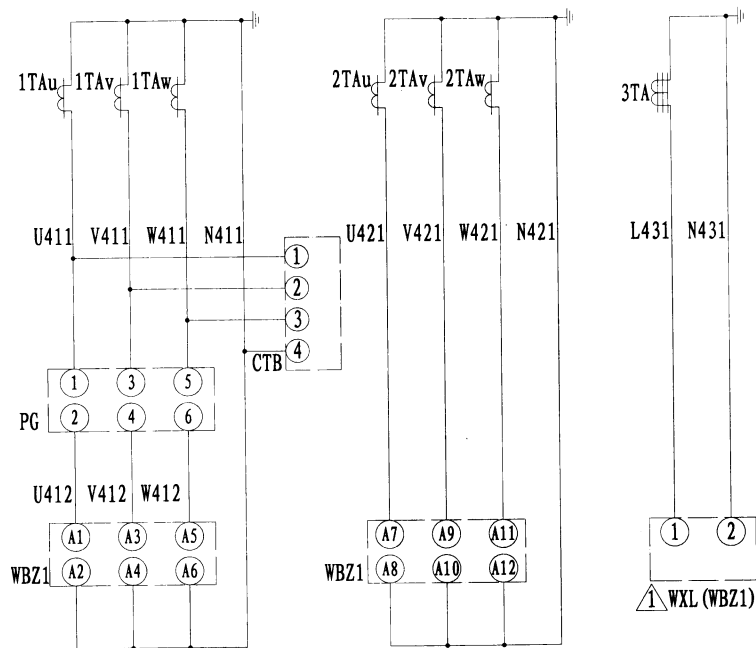 1TAu 1TAv 1TAw 2TAu 2TAv 2TAw 3TA
U411 V411 W411 N411 U421 V421 W421 N421 L431 N431
1
2
3
4
CTB
1 3 5
2 4 6
PG
U412 V412 W412
A1 A3 A5 A7 A9 A11 1 2
WBZ1 A2 A4 A6 WBZ1 A8 A10 A12
1 WXL (WBZ1)